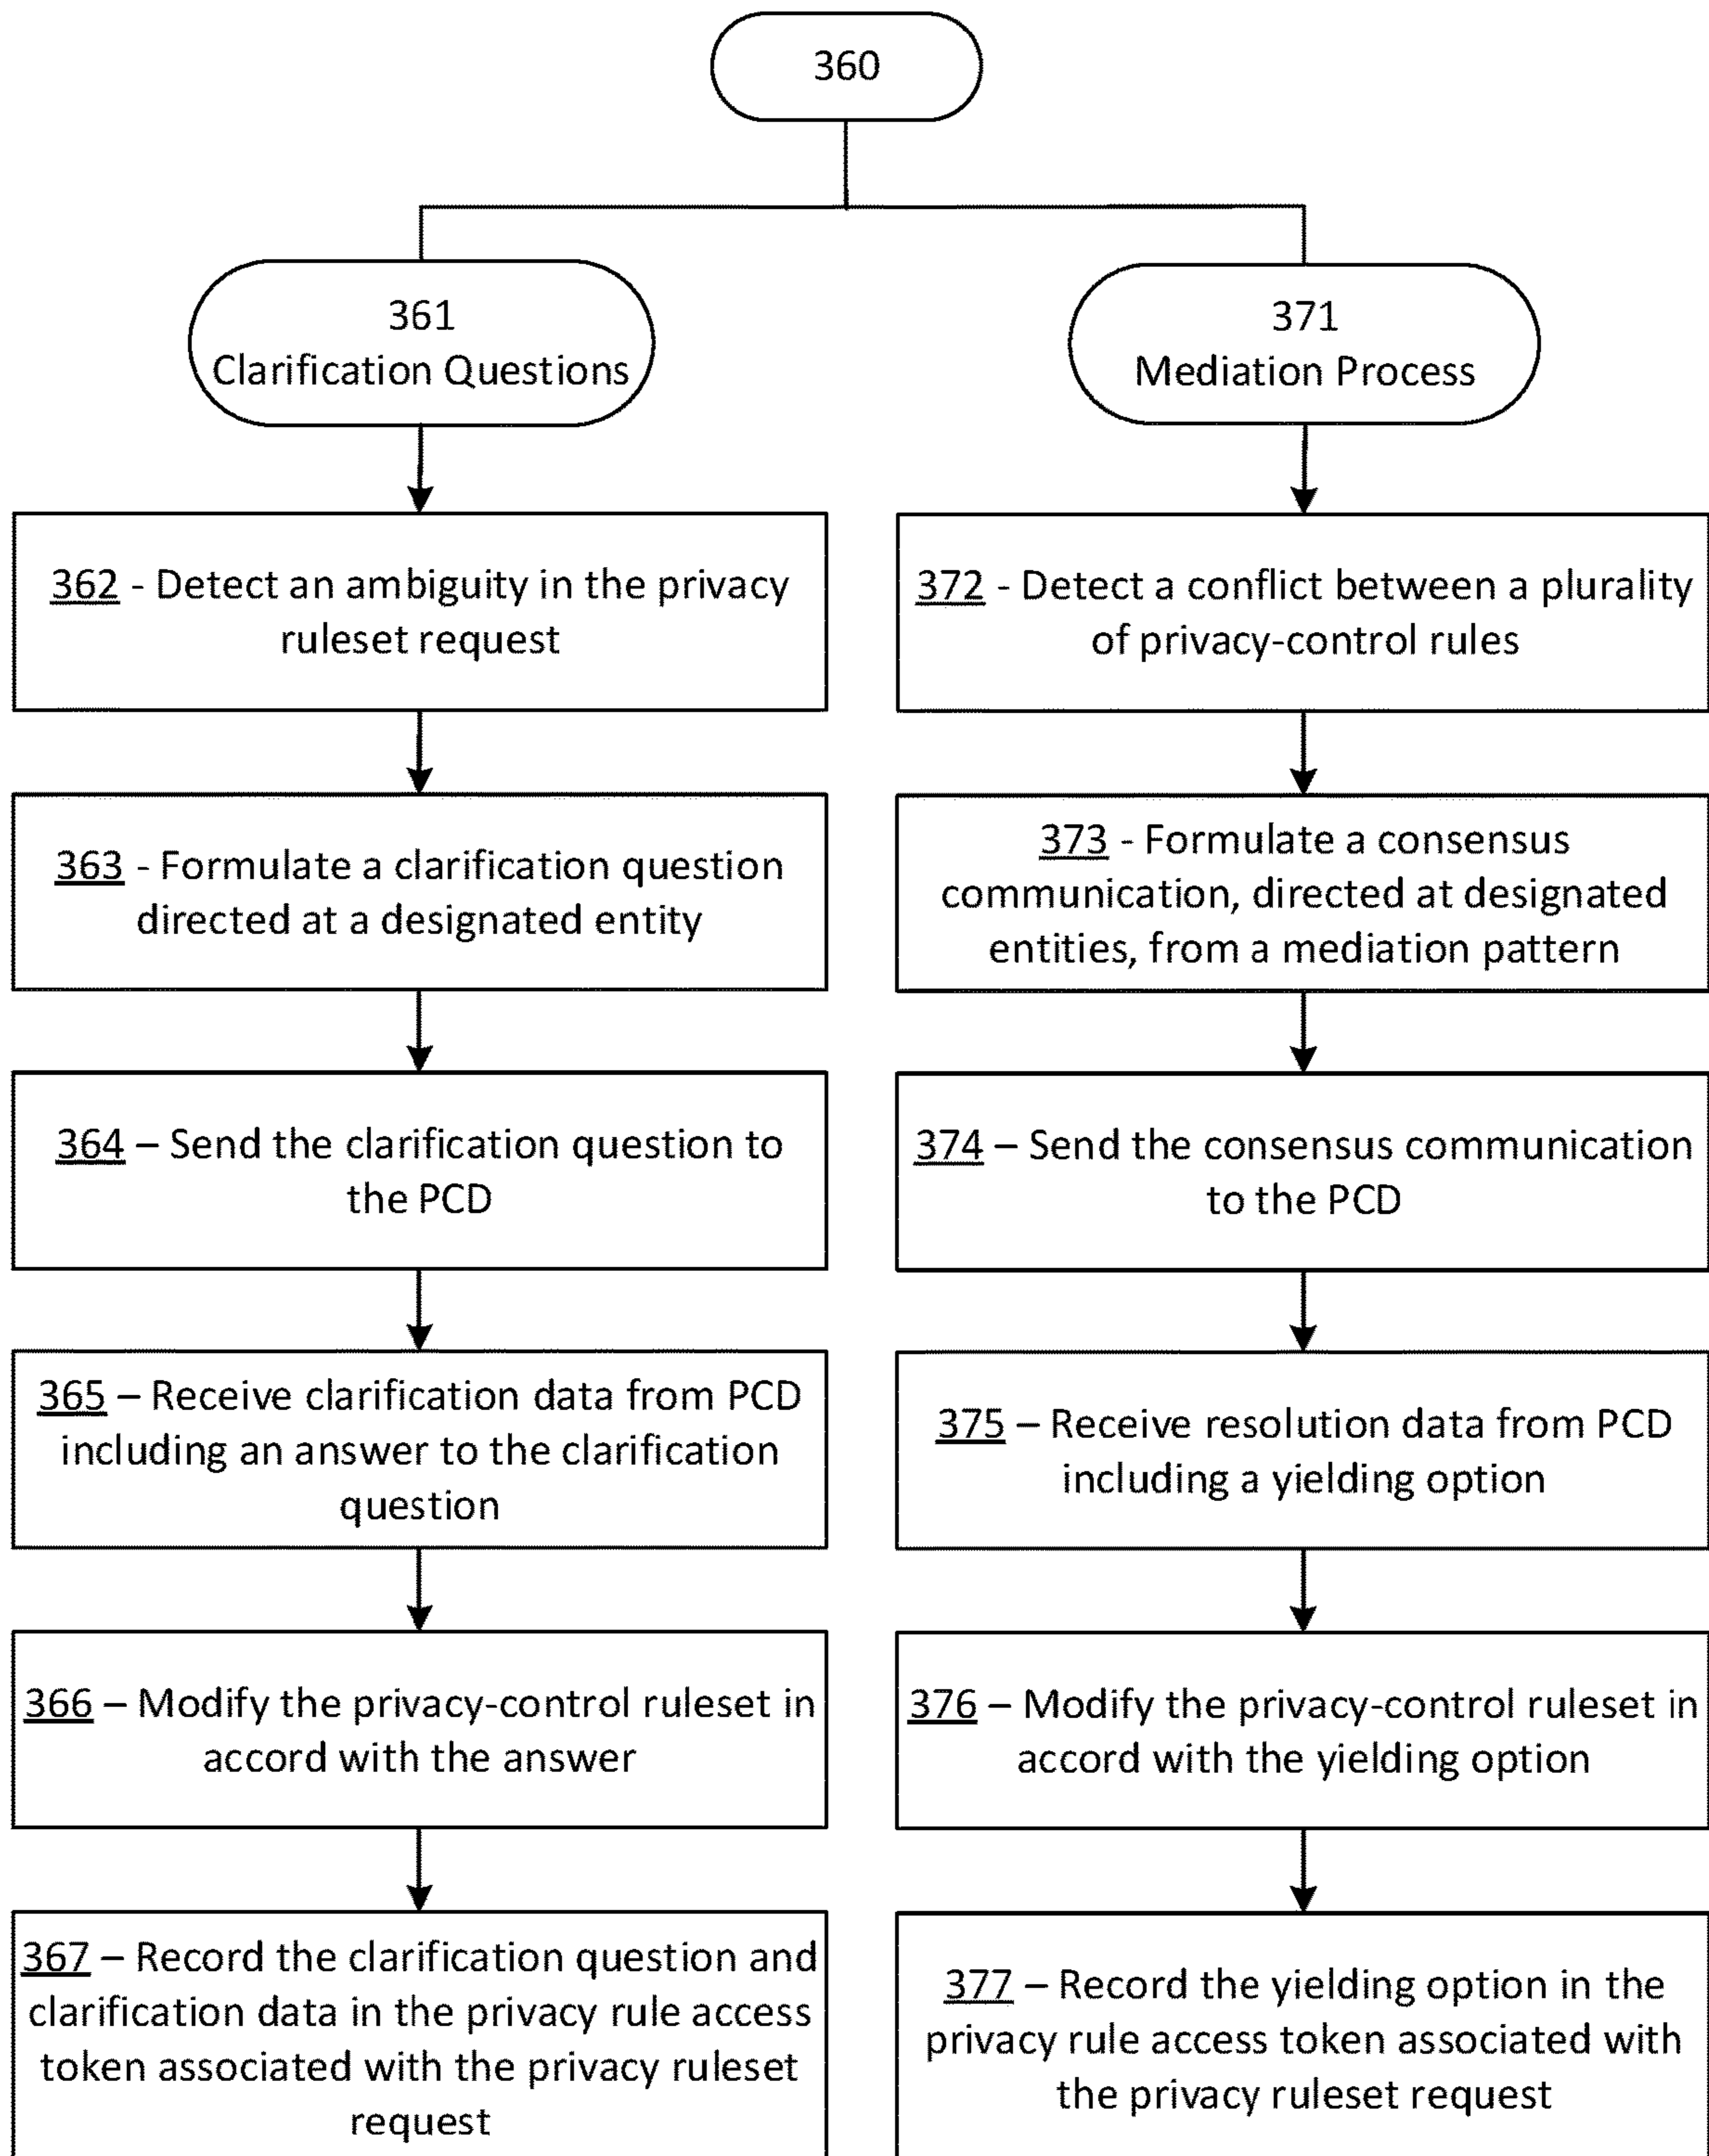 360
361
Clarification Questions
362 - Detect an ambiguity in the privacy
ruleset request
363 - Formulate a clarification question
directed at a designated entity
364 – Send the clarification question to
the PCD
365 – Receive clarification data from PCD
including an answer to the clarification
question
366 – Modify the privacy-control ruleset in
accord with the answer
367 – Record the clarification question and
clarification data in the privacy rule access
token associated with the privacy ruleset
request
371
Mediation Process
372 - Detect a conflict between a plurality
of privacy-control rules
373 - Formulate a consensus
communication, directed at designated
entities, from a mediation pattern
374 – Send the consensus communication
to the PCD
375 – Receive resolution data from PCD
including a yielding option
376 – Modify the privacy-control ruleset in
accord with the yielding option
377 – Record the yielding option in the
privacy rule access token associated with
the privacy ruleset request